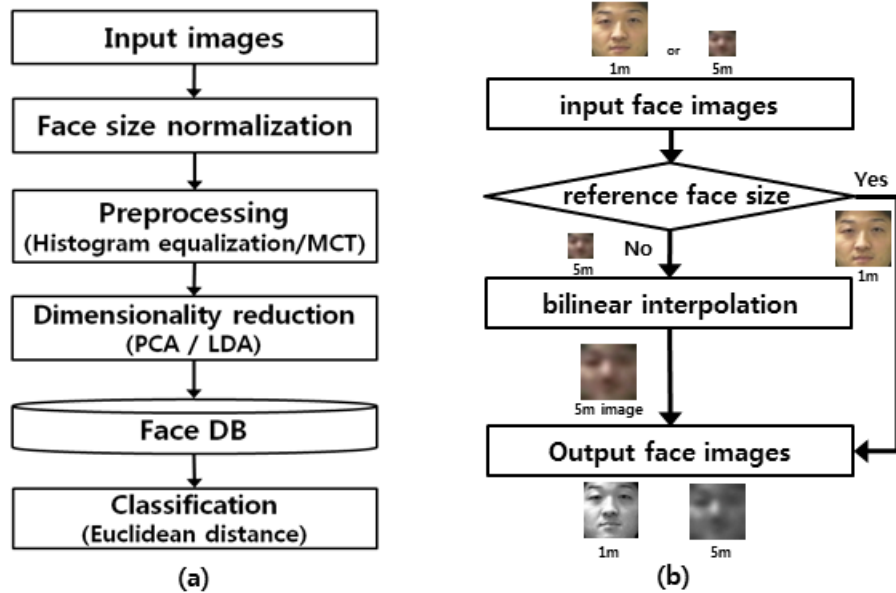 Input images
Face size normalization
Preprocessing
(Histogram equalization/MCT)
Dimensionality reduction
(PCA / LDA)
Face DB
Classification
(Euclidean distance)
(a)
1m
or
5m
input face images
reference face size
Yes
No
5m
1m
bilinear interpolation
5m image
Output face images
1m
5m
(b)